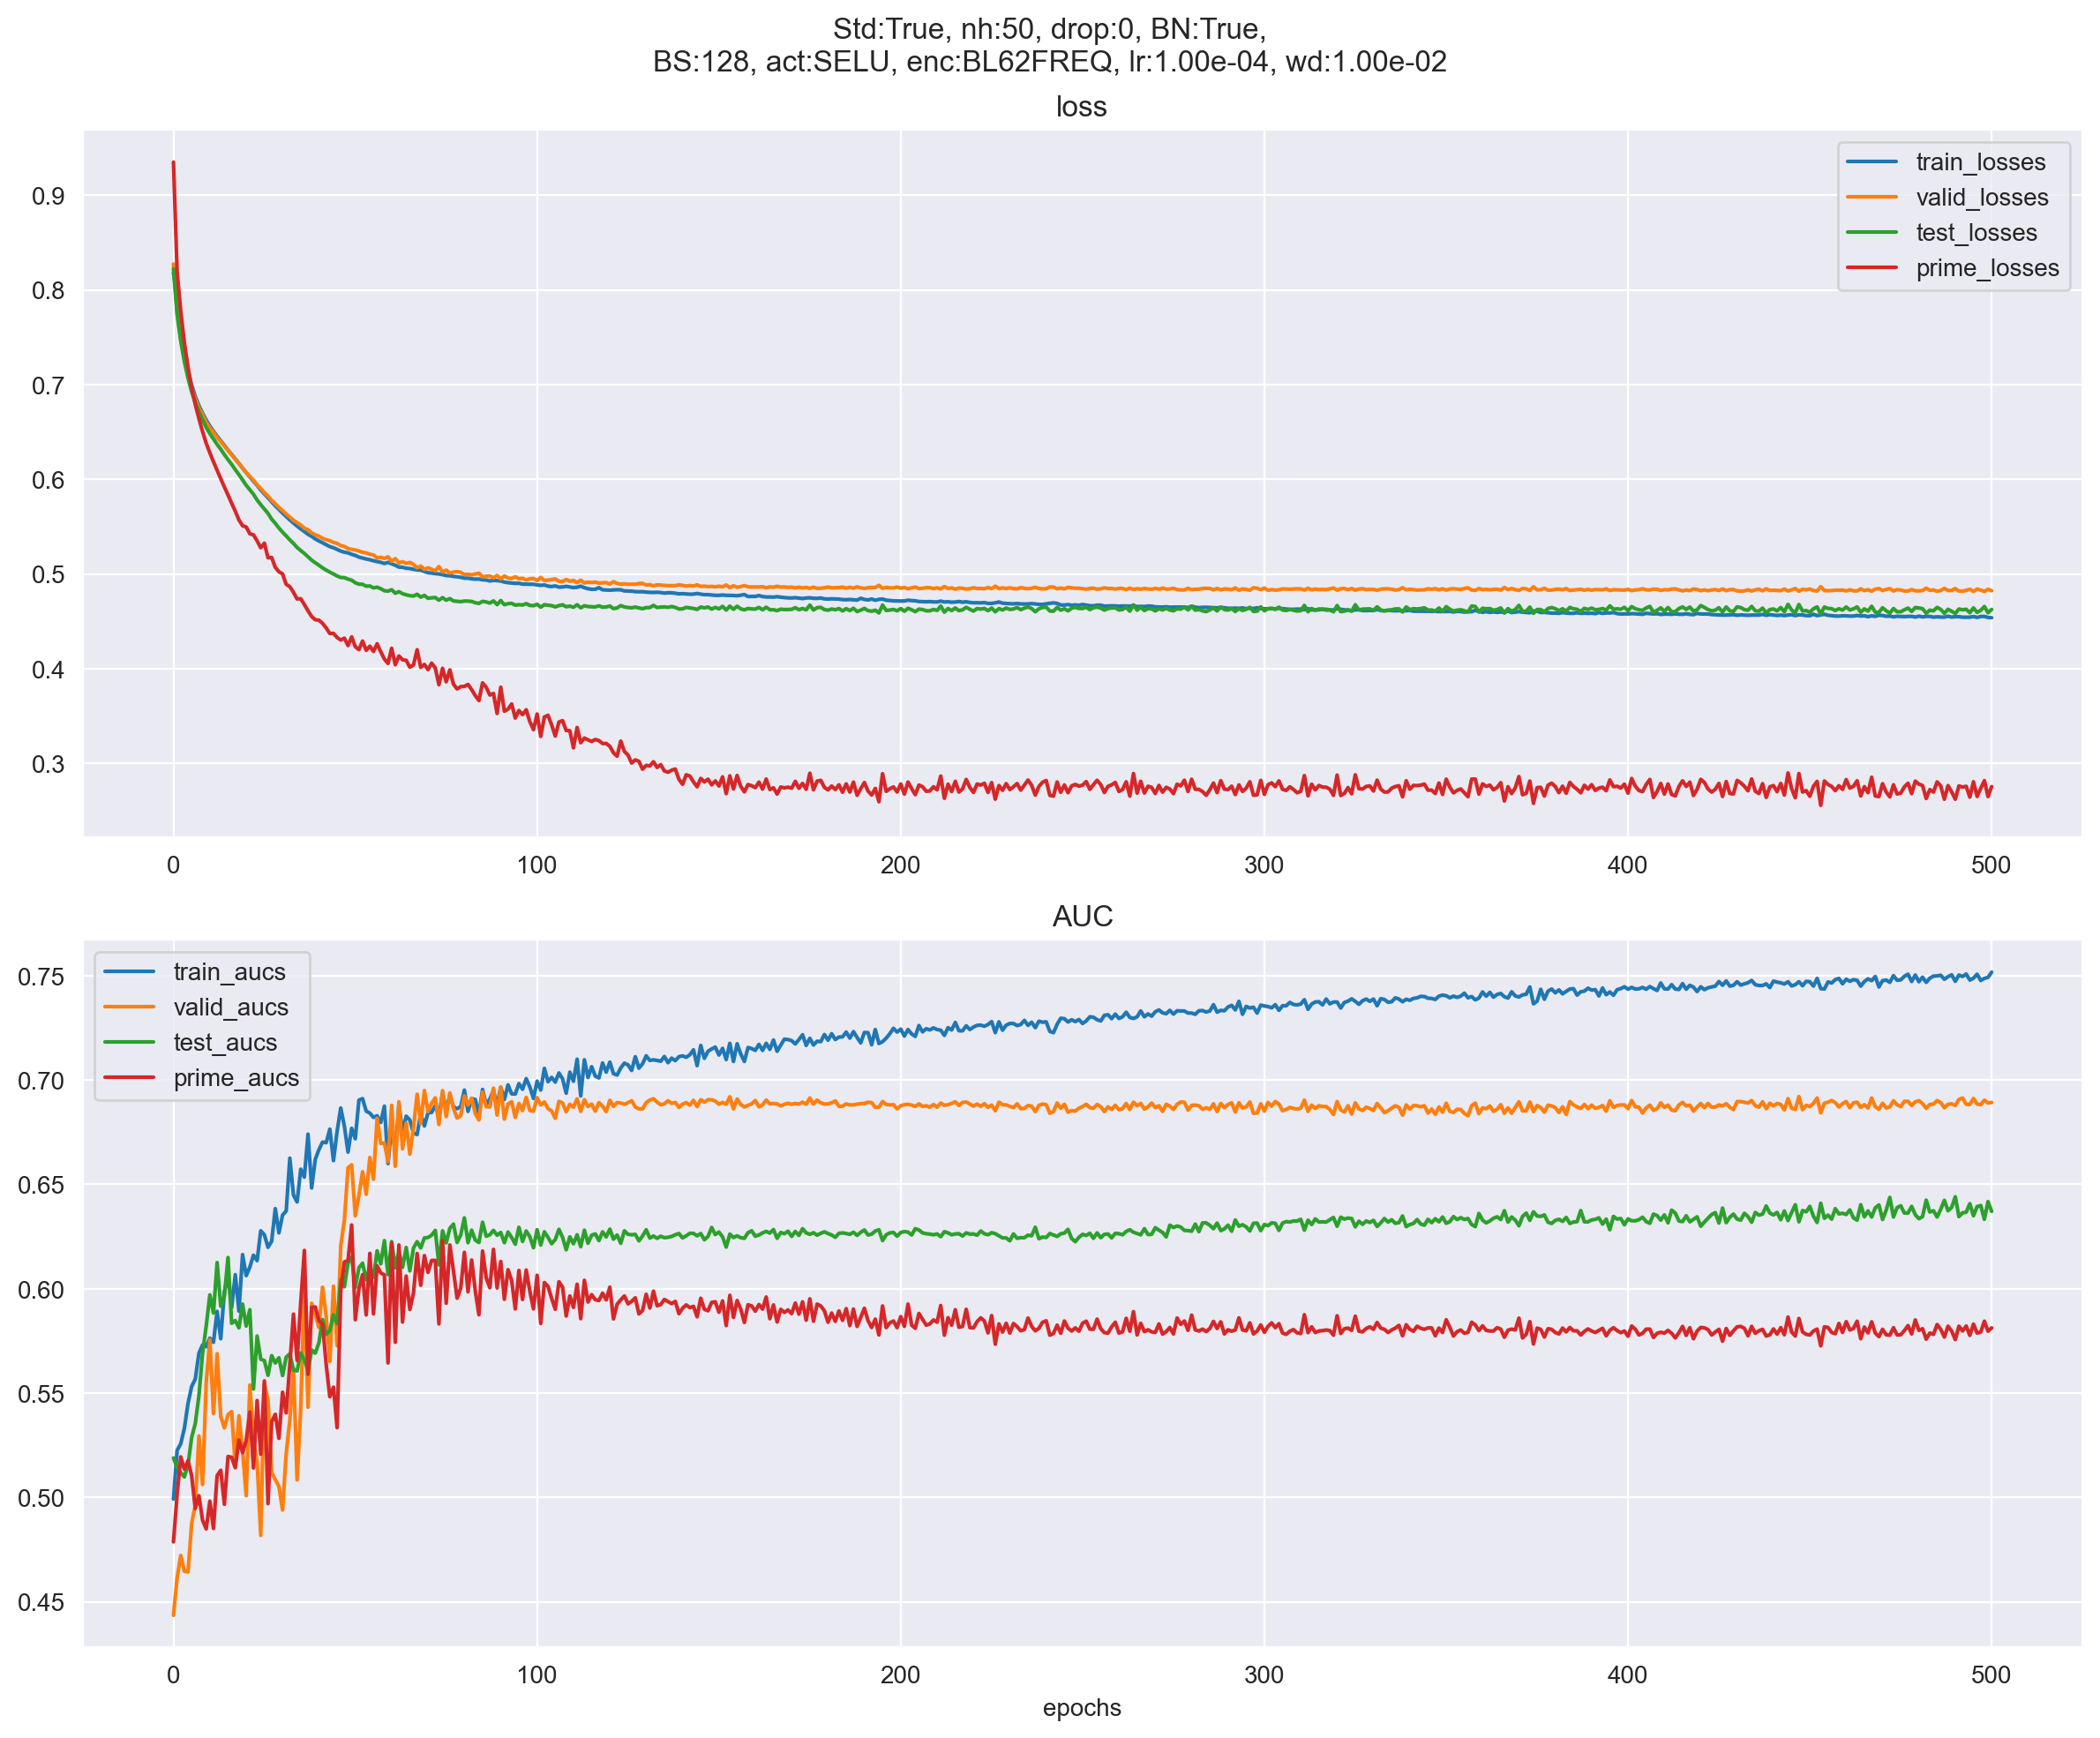 Std:True, nh:50, drop:0, BN:True,
BS:128, act:SELU, enc:BL62FREQ, lr:1.00e-04, wd:1.00e-02
loss
train_losses
valid_losses
test_losses
prime_losses
0.9
0.8
0.7
0.6
0.5
0.4
0.3
0 100 200 300 400 500
AUC
train_aucs
valid_aucs
test_aucs
prime_aucs
0.75
0.70
0.65
0.60
0.55
0.50
0.45
0 100 200 300 400 500
epochs